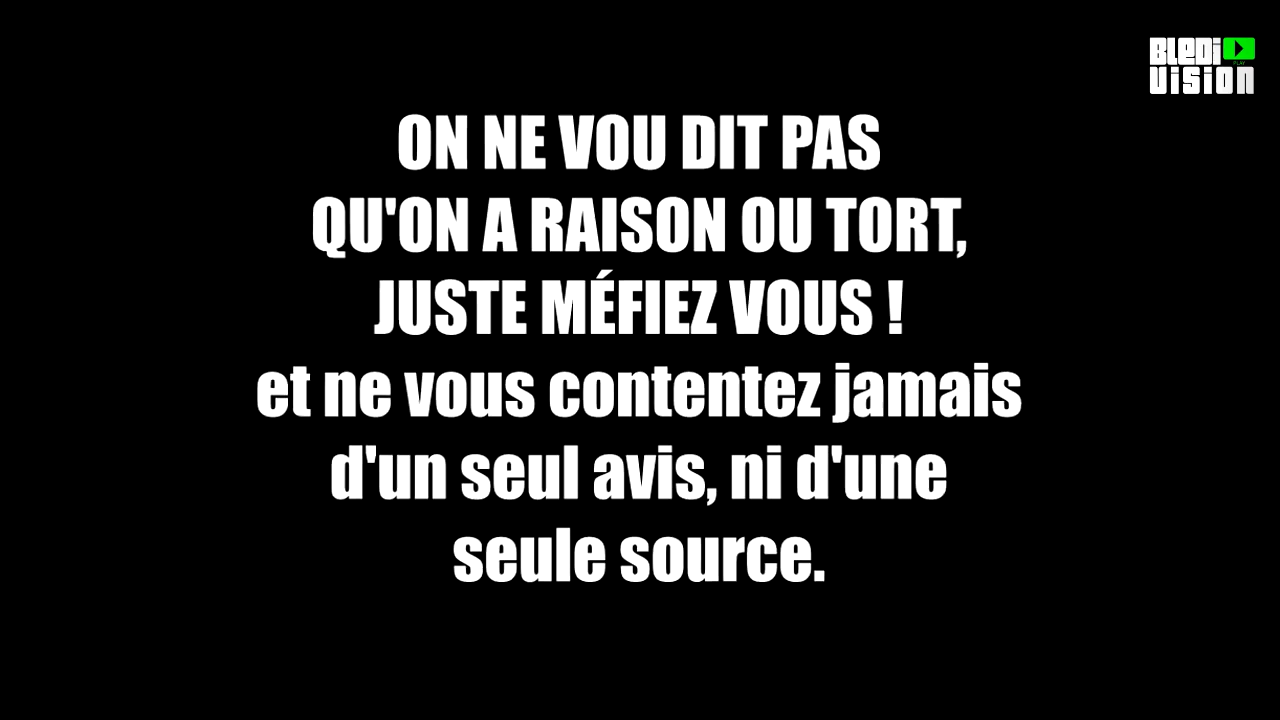 BLEDI
PLAY
VISION
ON NE VOU DIT PAS
QU'ON A RAISON OU TORT,
JUSTE MÉFIEZ VOUS !
et ne vous contentez jamais
d'un seul avis, ni d'une
seule source.